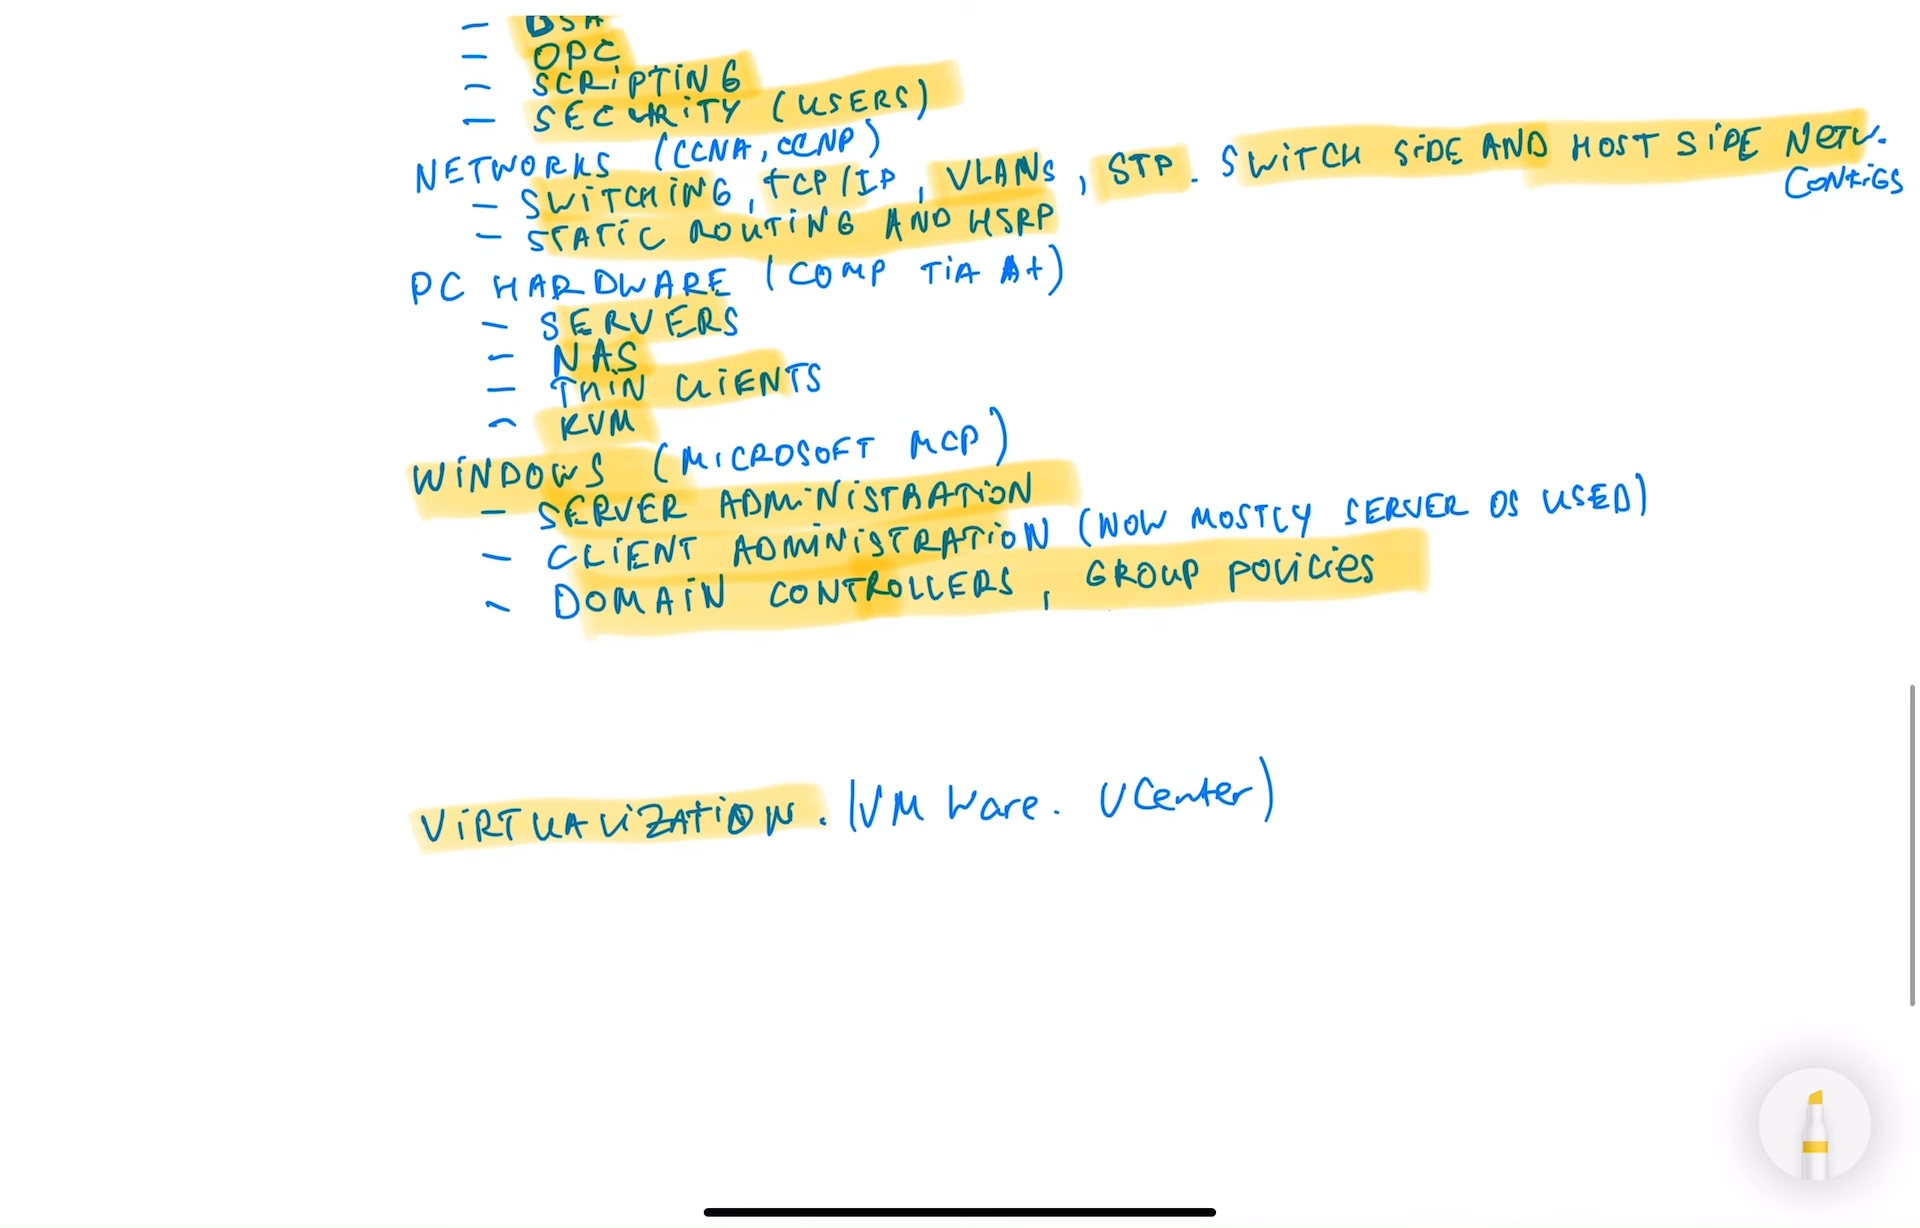 - OPC
- SCRIPTING
- SECURITY (USERS)
NETWORKS (CCNA, CCNP)
- SWITCHING, TCP/IP, VLANs, STP. SWITCH SIDE AND HOST SIDE NETW. CONFIGS
- STATIC ROUTING AND HSRP
PC HARDWARE (COMP TIA A+)
- SERVERS
- NAS
- THIN CLIENTS
- KVM
WINDOWS (MICROSOFT MCP)
- SERVER ADMINISTRATION
- CLIENT ADMINISTRATION (NOW MOSTLY SERVER OS USED)
- DOMAIN CONTROLLERS, GROUP POLICIES
VIRTUALIZATION. (VM Ware. VCenter)